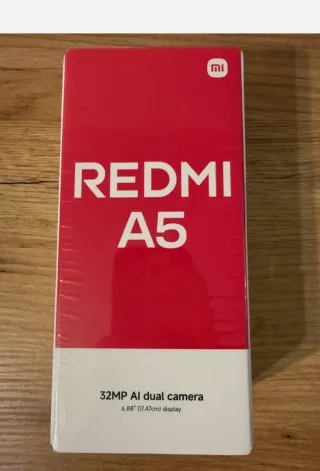 mi
REDMI
A5
32MP AI dual camera
6.88" (17.47cm) display